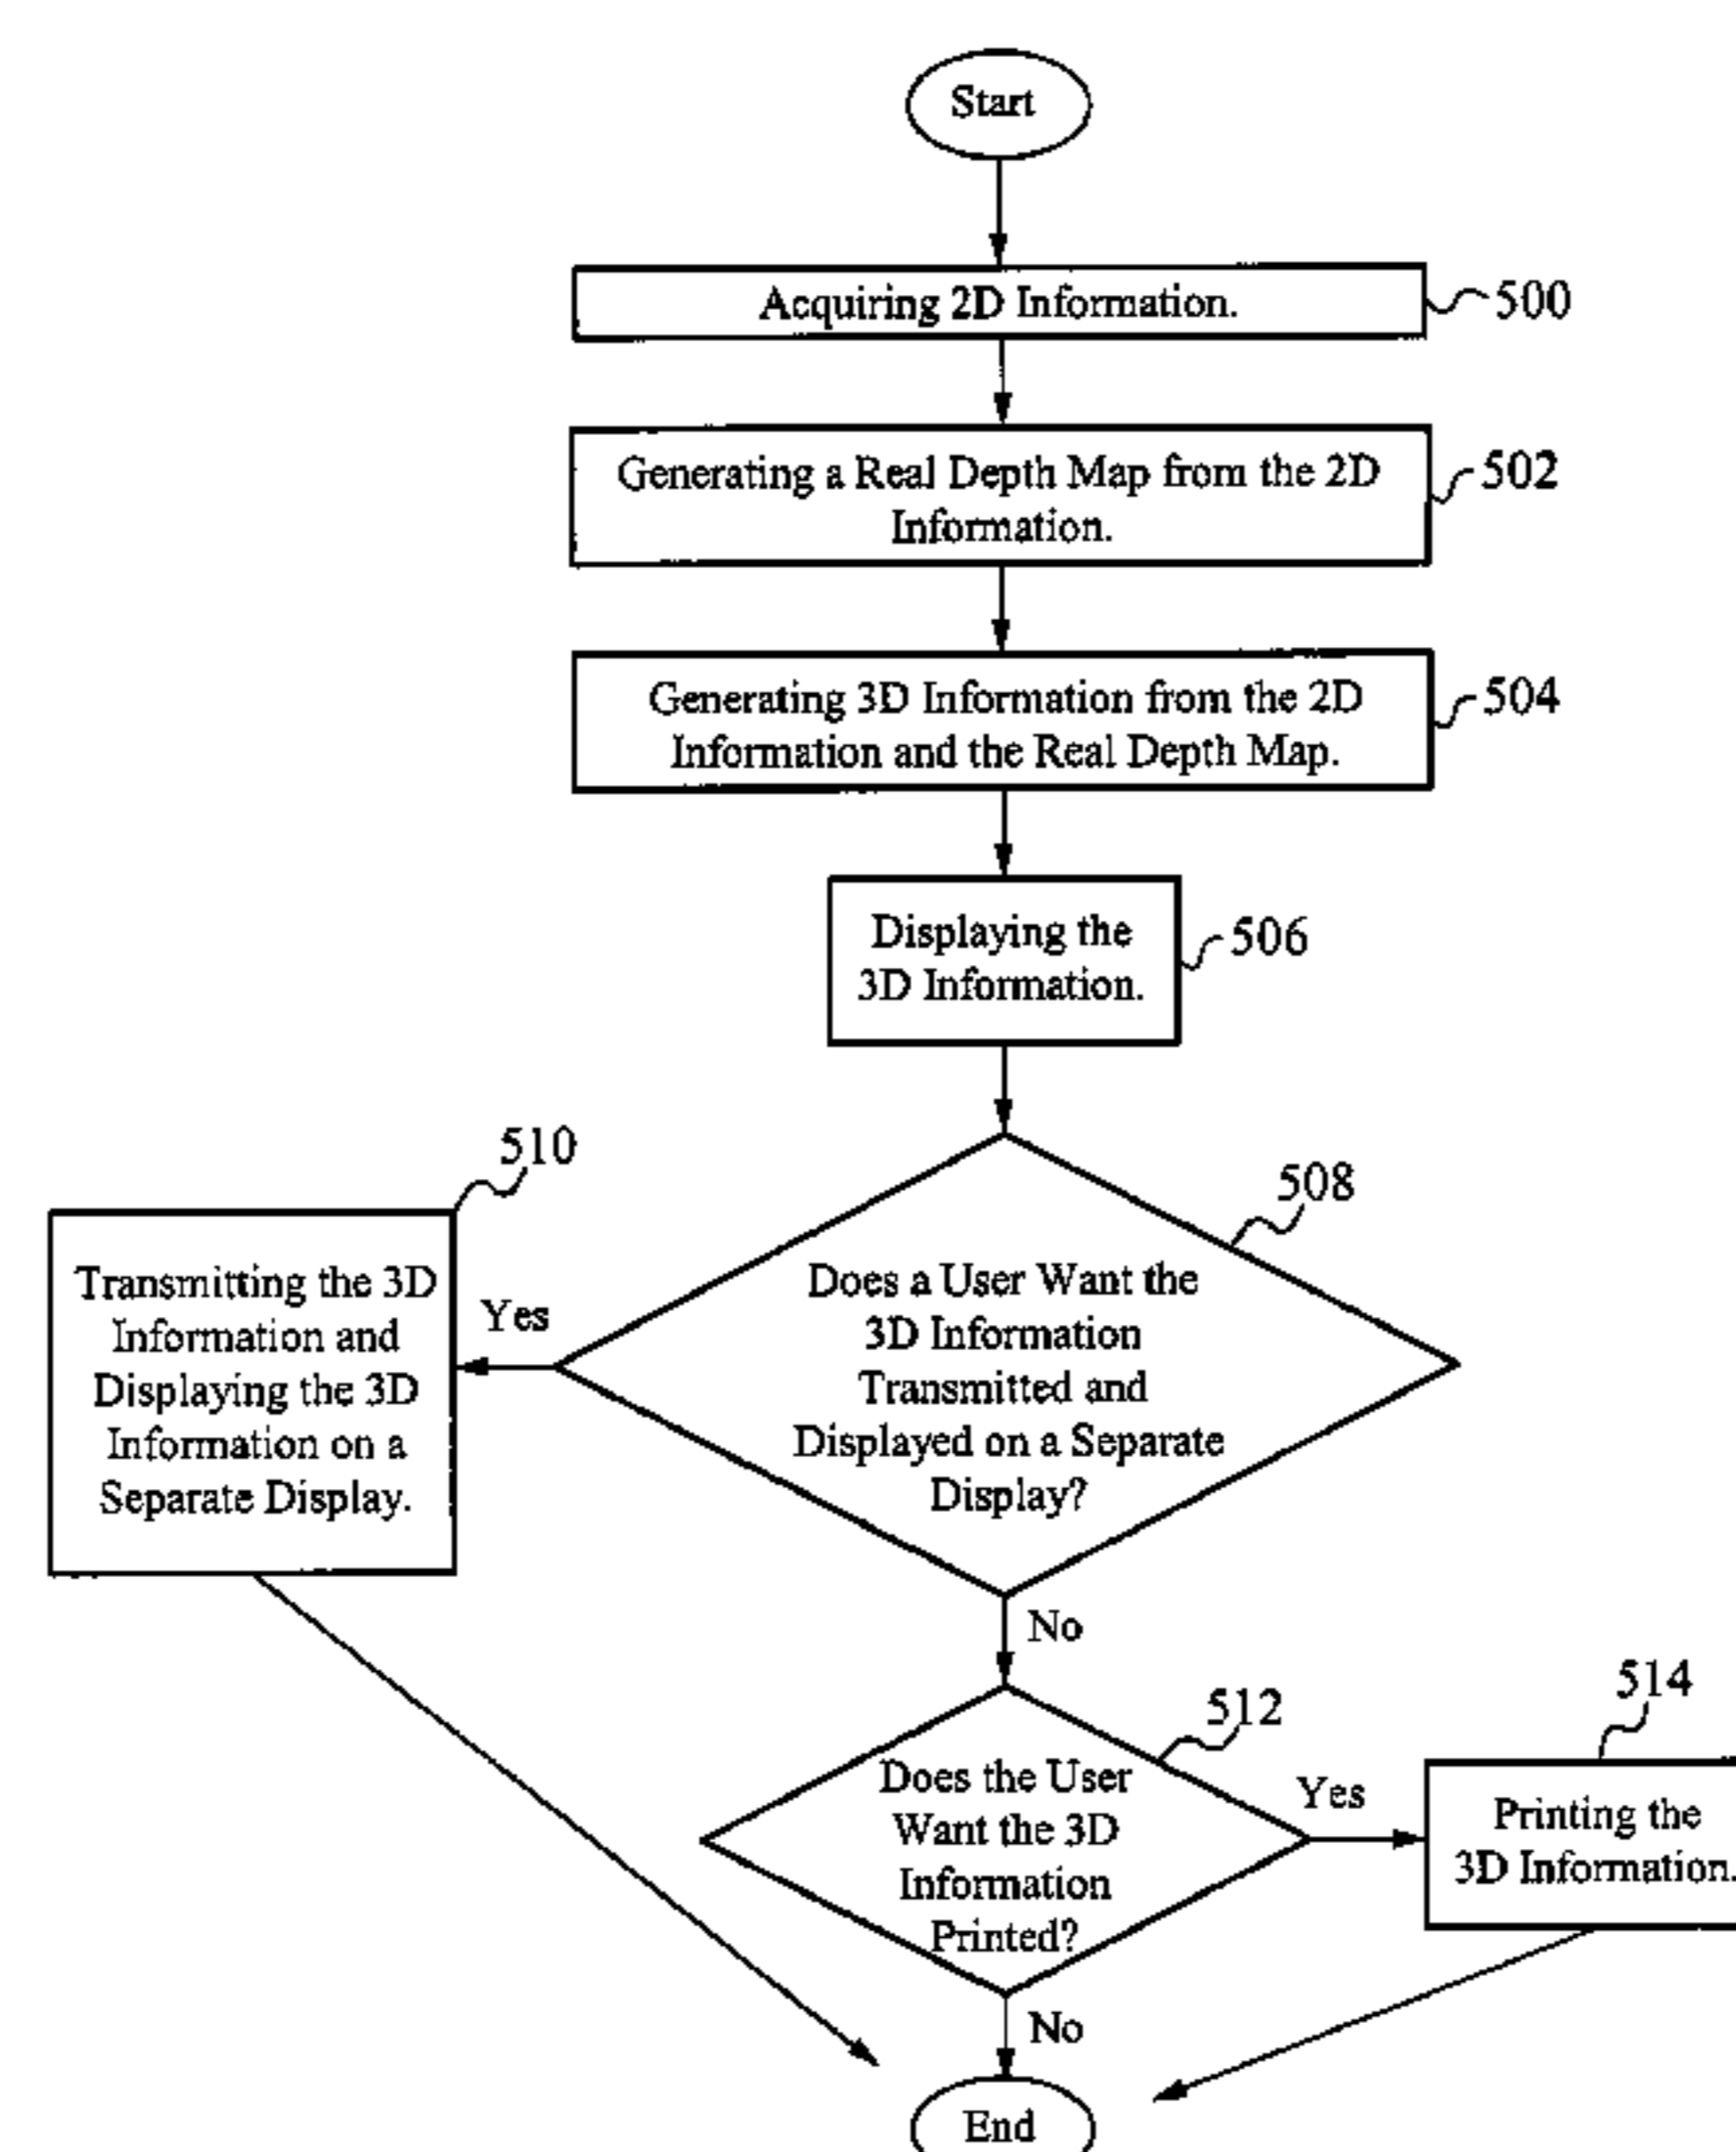 Start
Acquiring 2D Information.
500
Generating a Real Depth Map from the 2D
Information.
502
Generating 3D Information from the 2D
Information and the Real Depth Map.
504
Displaying the
3D Information.
506
510
508
Transmitting the 3D
Information and
Displaying the 3D
Information on a
Separate Display.
Yes
Does a User Want the
3D Information
Transmitted and
Displayed on a Separate
Display?
No
512
514
Does the User
Want the 3D
Information
Printed?
Yes
Printing the
3D Information.
No
End